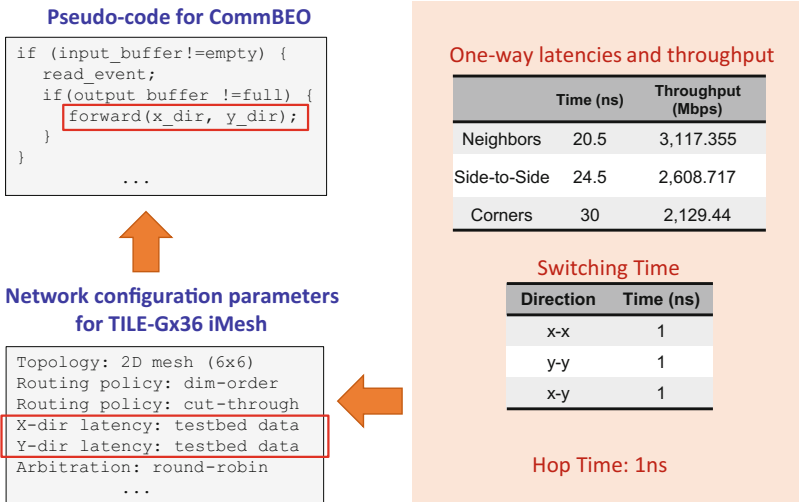 Pseudo-code for CommBEO
if (input_buffer!=empty) {
read_event;
if(output buffer !=full) {
forward(x_dir, y_dir);
}
}
...
Network configuration parameters
for TILE-Gx36 iMesh
Topology: 2D mesh (6x6)
Routing policy: dim-order
Routing policy: cut-through
X-dir latency: testbed data
Y-dir latency: testbed data
Arbitration: round-robin
...
One-way latencies and throughput
Time (ns) Throughput (Mbps)
Neighbors 20.5 3,117.355
Side-to-Side 24.5 2,608.717
Corners 30 2,129.44
Switching Time
Direction Time (ns)
x-x 1
y-y 1
x-y 1
Hop Time: 1ns